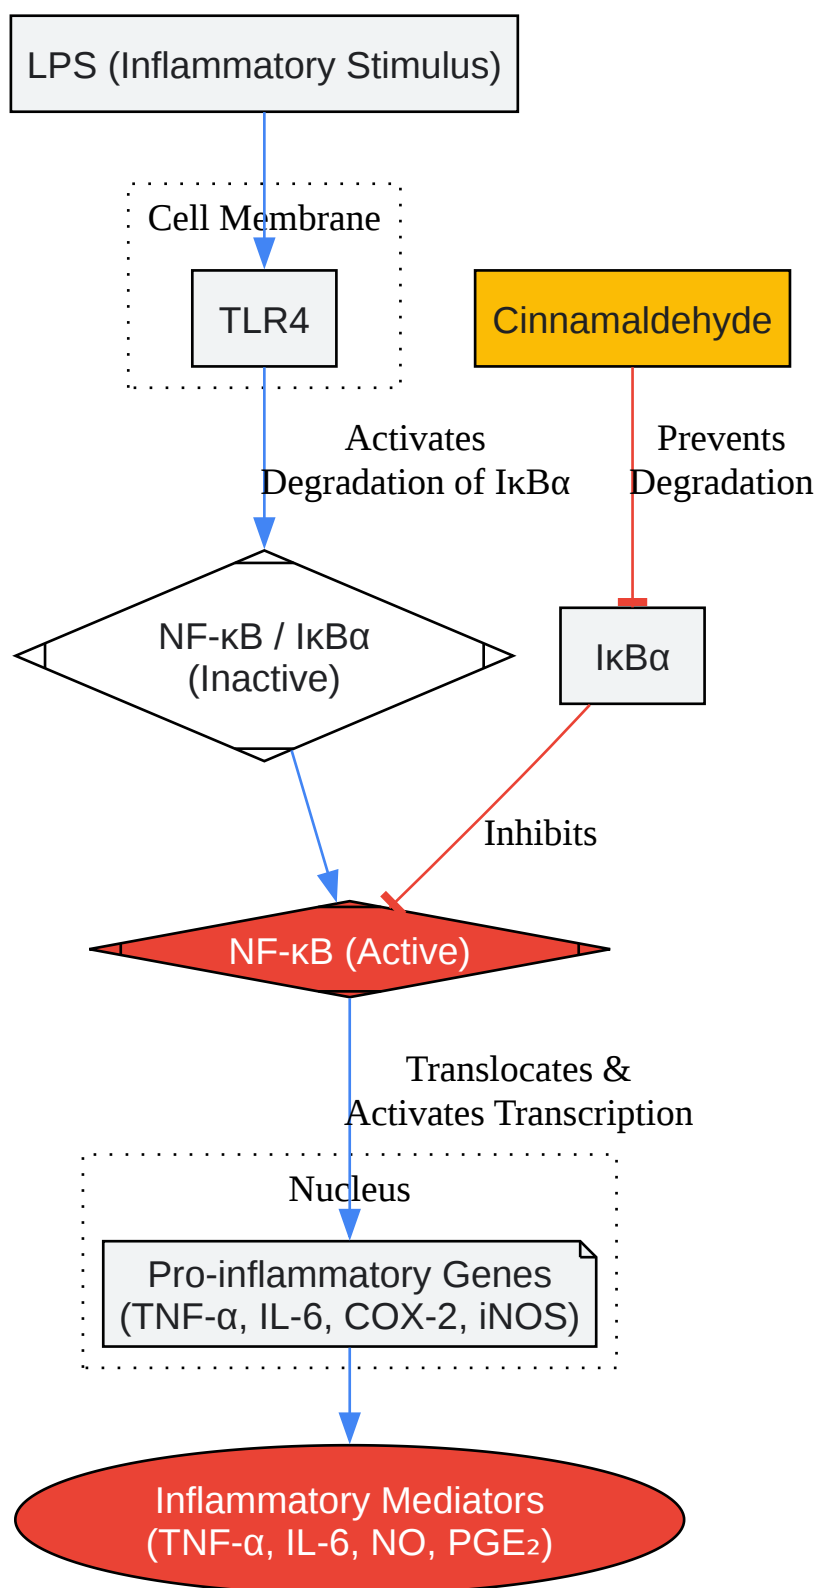 LPS (Inflammatory Stimulus)
Cell Membrane
TLR4
Cinnamaldehyde
Activates
Degradation of IκBα
Prevents
Degradation
NF-κB / IκBα
(Inactive)
IκBα
Inhibits
NF-κB (Active)
Translocates &
Activates Transcription
Nucleus
Pro-inflammatory Genes
(TNF-α, IL-6, COX-2, iNOS)
Inflammatory Mediators
(TNF-α, IL-6, NO, PGE₂)